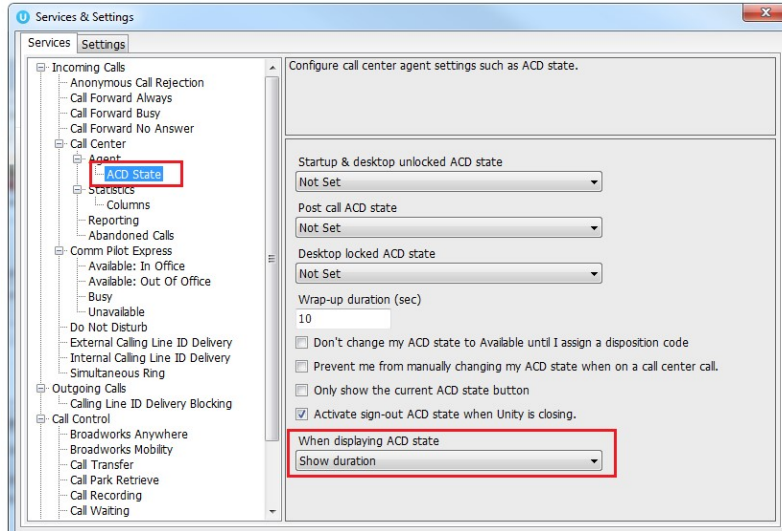 Services & Settings
Services
Settings
Incoming Calls
Anonymous Call Rejection
Call Forward Always
Call Forward Busy
Call Forward No Answer
Call Center
Agent
ACD State
Statistics
Columns
Reporting
Abandoned Calls
Comm Pilot Express
Available: In Office
Available: Out Of Office
Busy
Unavailable
Do Not Disturb
External Calling Line ID Delivery
Internal Calling Line ID Delivery
Simultaneous Ring
Outgoing Calls
Calling Line ID Delivery Blocking
Call Control
Broadworks Anywhere
Broadworks Mobility
Call Transfer
Call Park Retrieve
Call Recording
Call Waiting
Configure call center agent settings such as ACD state.
Startup & desktop unlocked ACD state
Not Set
Post call ACD state
Not Set
Desktop locked ACD state
Not Set
Wrap-up duration (sec)
10
Don't change my ACD state to Available until I assign a disposition code
Prevent me from manually changing my ACD state when on a call center call.
Only show the current ACD state button
Activate sign-out ACD state when Unity is closing.
When displaying ACD state
Show duration